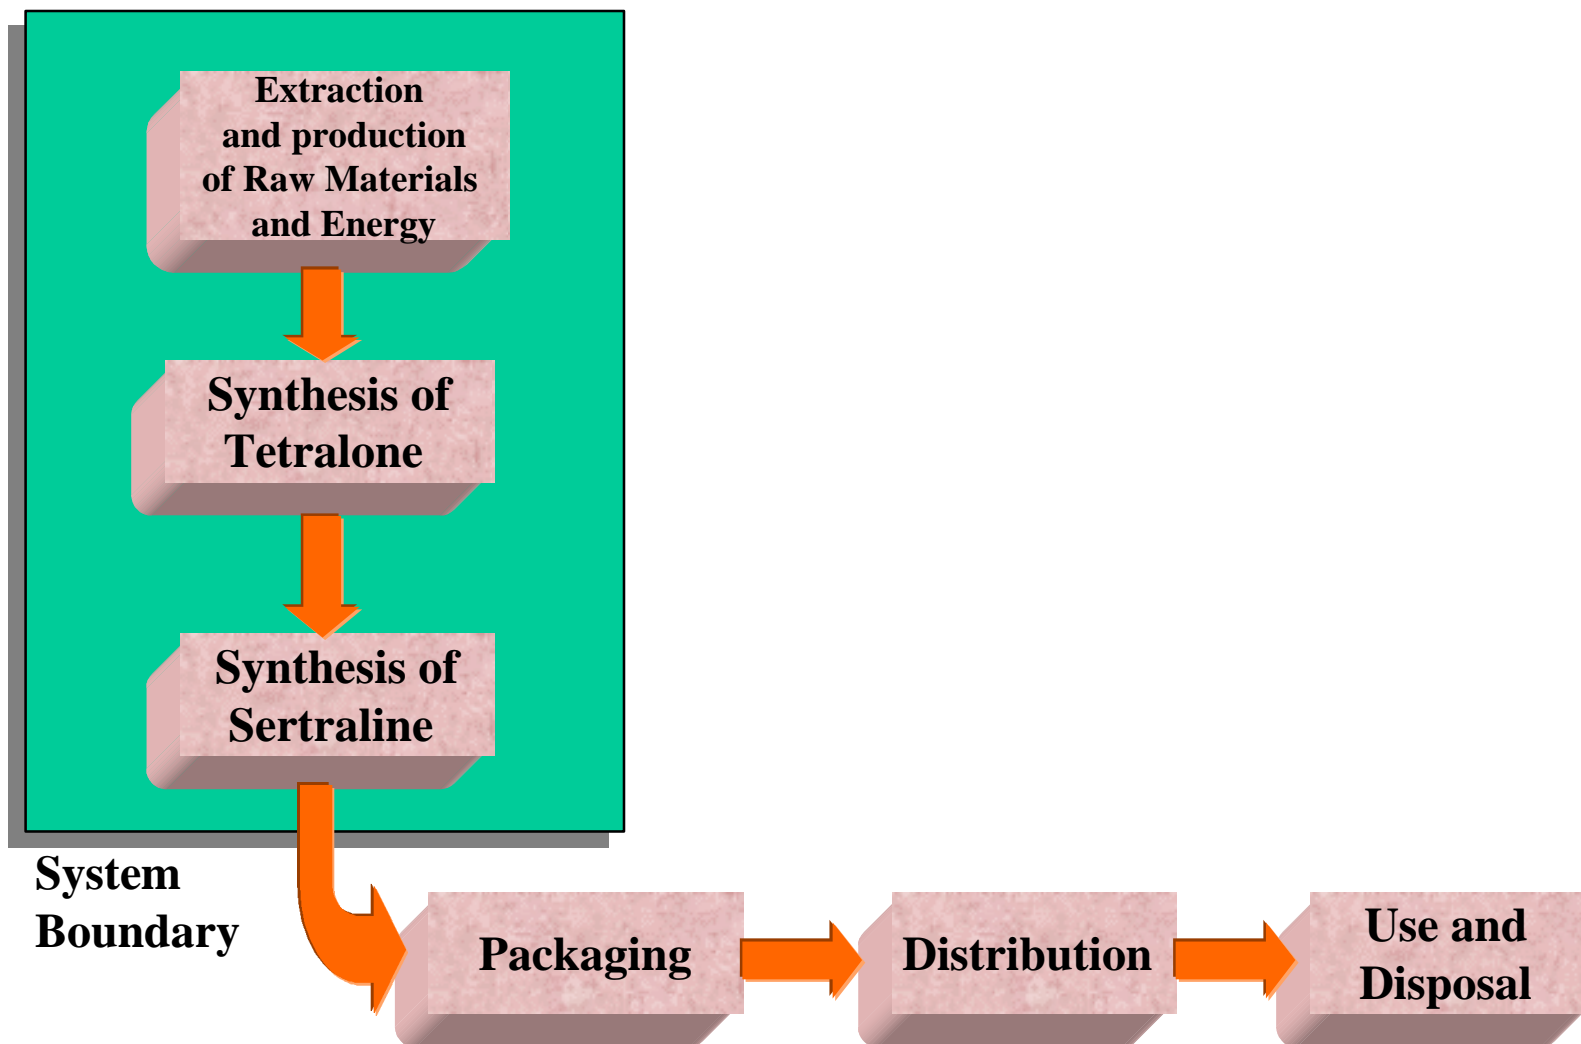 Extraction
and production
of Raw Materials
and Energy
Synthesis of
Tetralone
Synthesis of
Sertraline
System
Boundary
Packaging
Distribution
Use and
Disposal